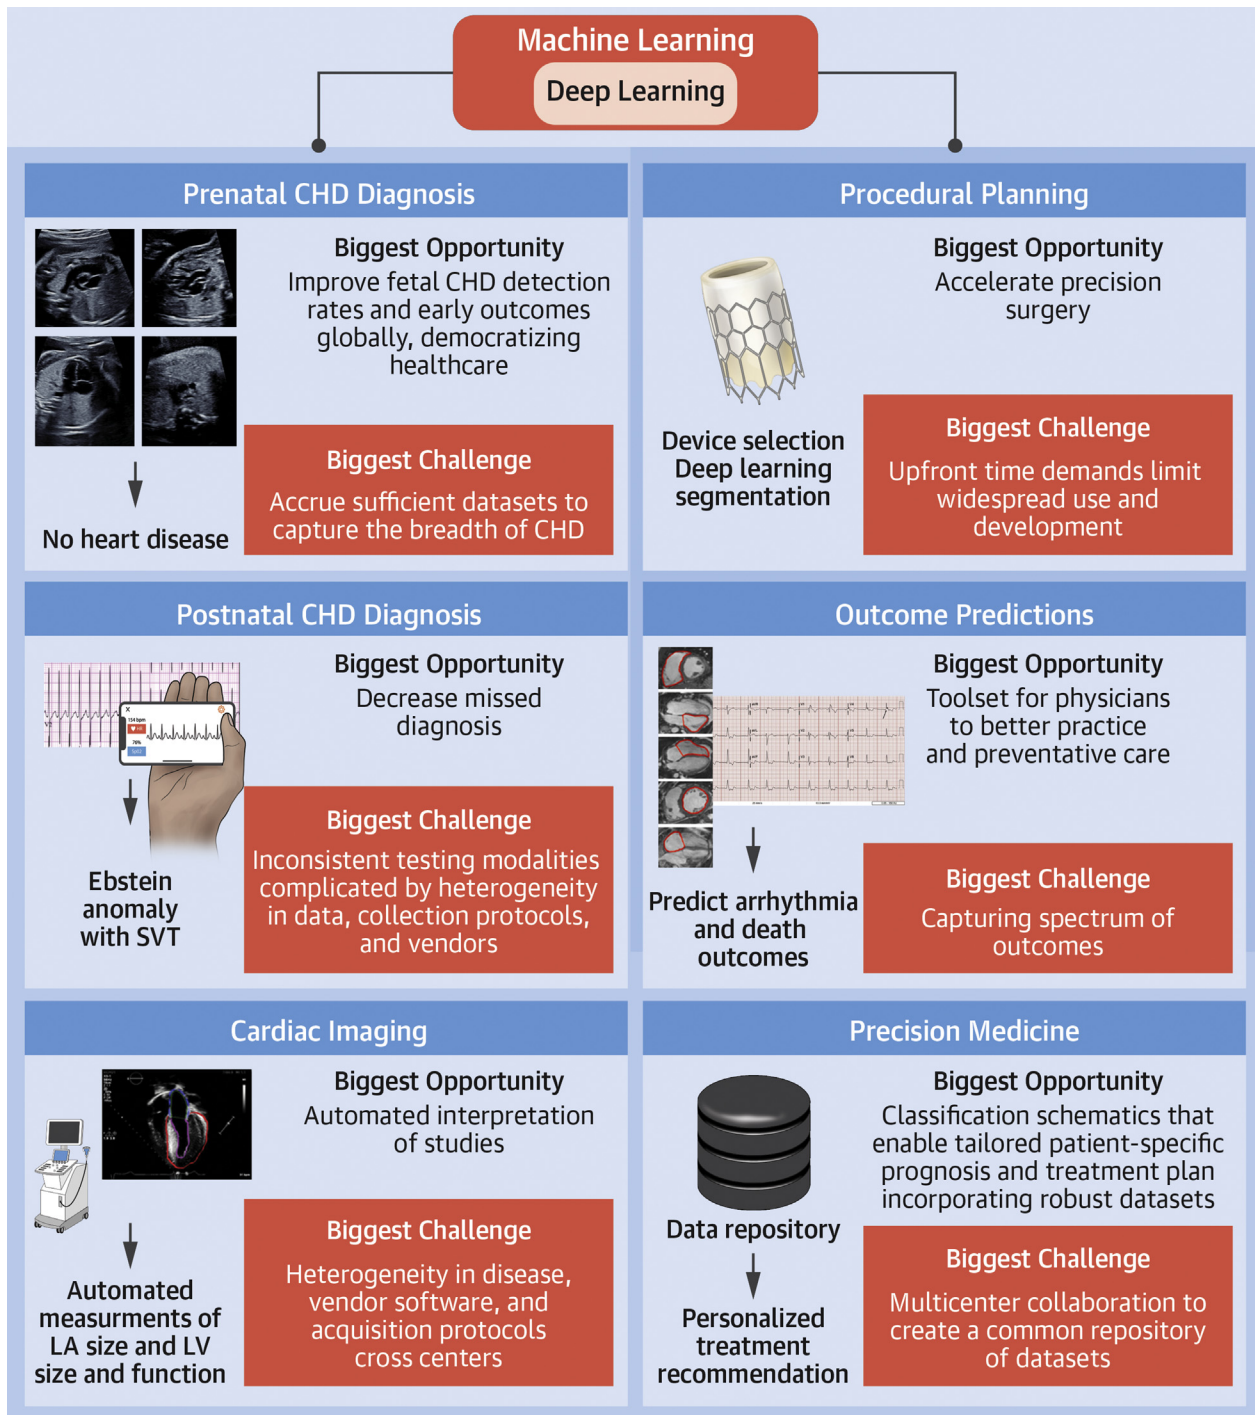 Machine Learning
Deep Learning
Prenatal CHD Diagnosis
Biggest Opportunity
Improve fetal CHD detection
rates and early outcomes
globally, democratizing
healthcare
No heart disease
Biggest Challenge
Accrue sufficient datasets to
capture the breadth of CHD
Procedural Planning
Biggest Opportunity
Accelerate precision
surgery
Device selection
Deep learning
segmentation
Biggest Challenge
Upfront time demands limit
widespread use and
development
Postnatal CHD Diagnosis
Biggest Opportunity
Decrease missed
diagnosis
154 bpm
76%
Ebstein
anomaly
with SVT
Biggest Challenge
Inconsistent testing modalities
complicated by heterogeneity
in data, collection protocols,
and vendors
Outcome Predictions
Biggest Opportunity
Toolset for physicians
to better practice
and preventative care
Predict arrhythmia
and death
outcomes
Biggest Challenge
Capturing spectrum of
outcomes
Cardiac Imaging
Biggest Opportunity
Automated interpretation
of studies
Automated
measurments of
LA size and LV
size and function
Biggest Challenge
Heterogeneity in disease,
vendor software, and
acquisition protocols
cross centers
Precision Medicine
Biggest Opportunity
Classification schematics that
enable tailored patient-specific
prognosis and treatment plan
incorporating robust datasets
Data repository
Personalized
treatment
recommendation
Biggest Challenge
Multicenter collaboration to
create a common repository
of datasets